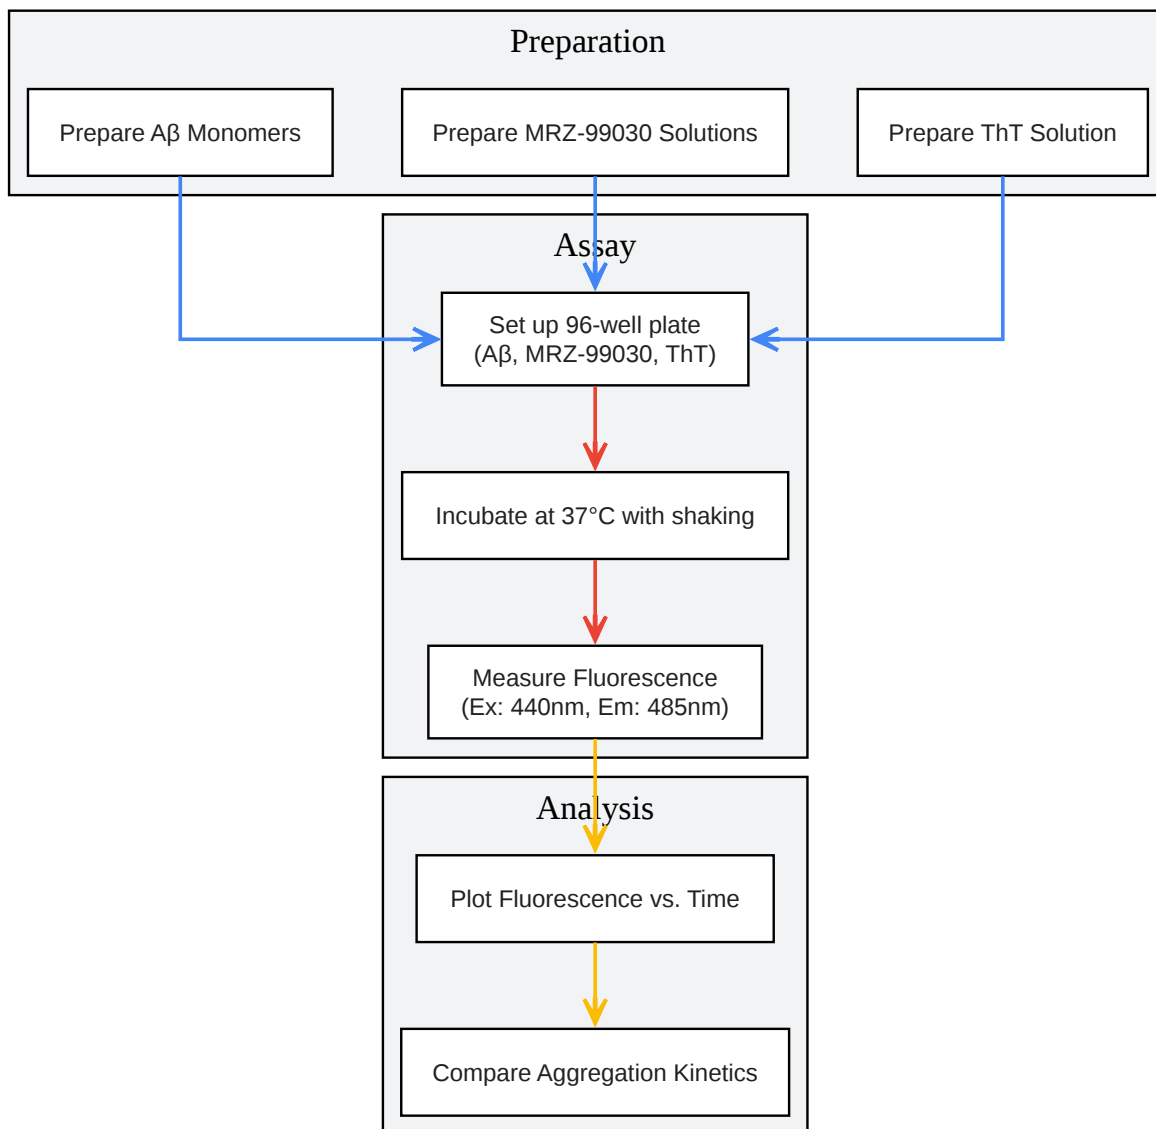 Preparation
Prepare Aβ Monomers
Prepare MRZ-99030 Solutions
Prepare ThT Solution
Assay
Set up 96-well plate
(Aβ, MRZ-99030, ThT)
Incubate at 37°C with shaking
Measure Fluorescence
(Ex: 440nm, Em: 485nm)
Analysis
Plot Fluorescence vs. Time
Compare Aggregation Kinetics